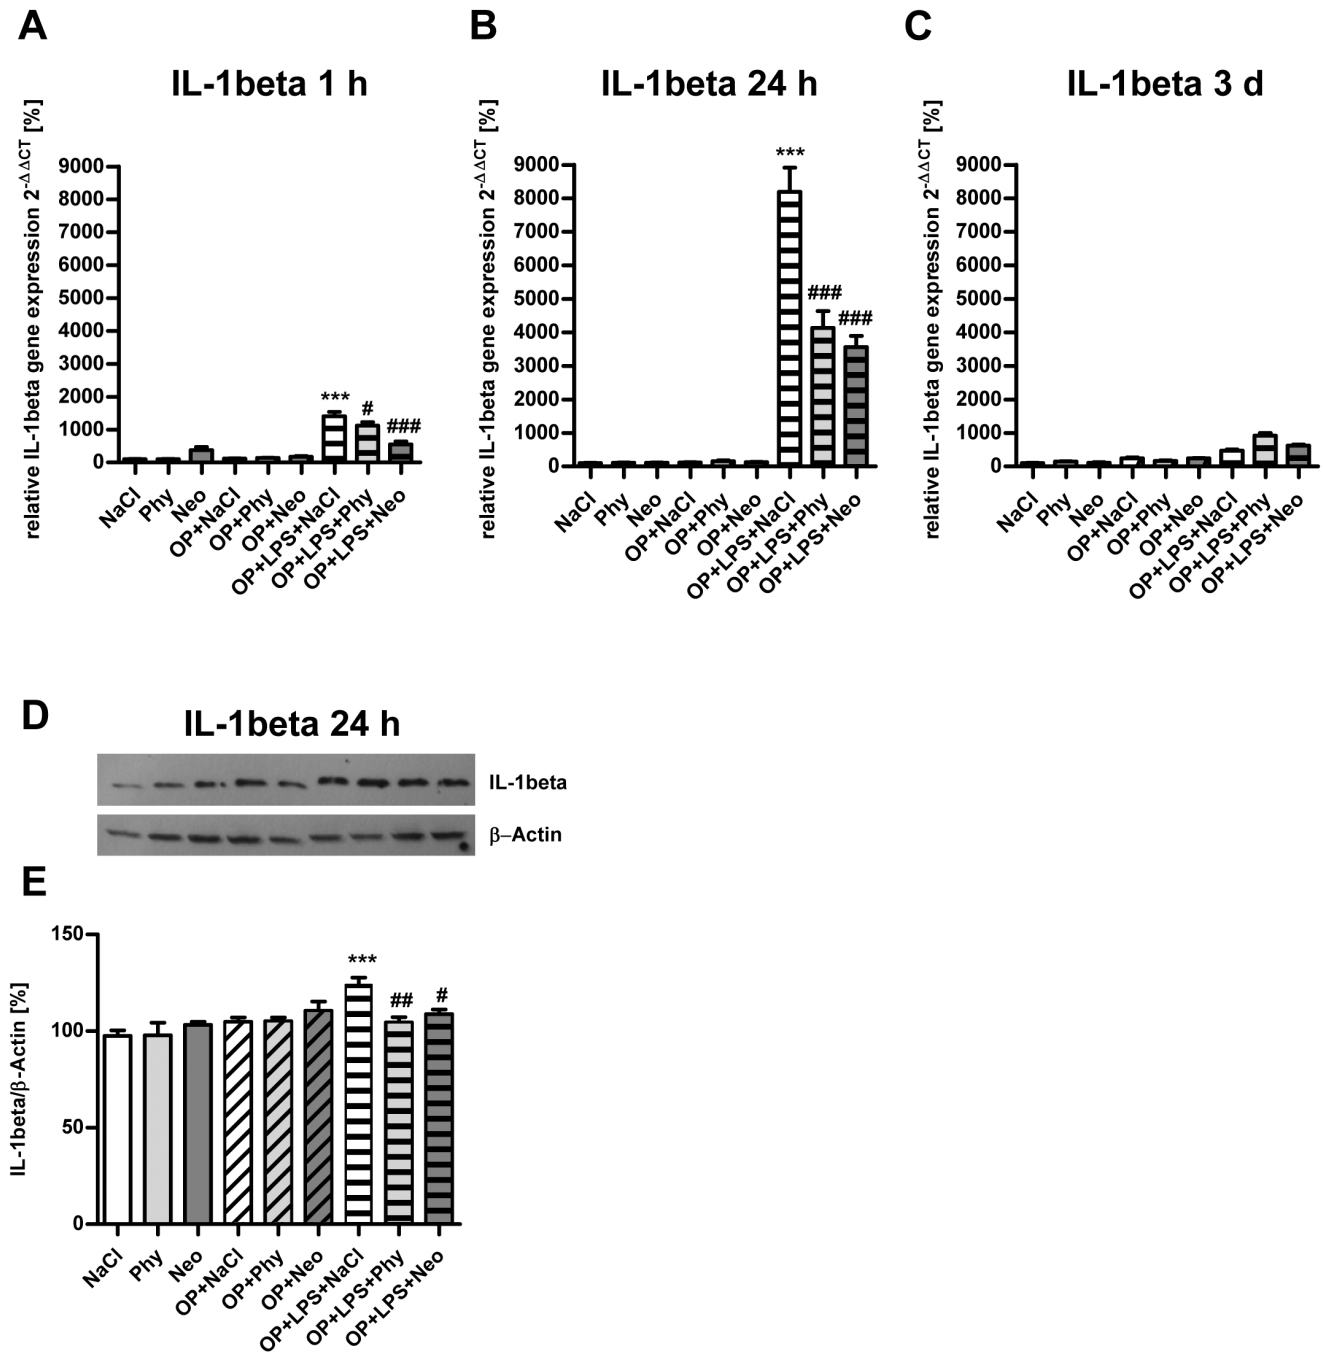 A
IL-1beta 1 h
relative IL-1beta gene expression 2-ΔΔCT [%]
9000
8000
7000
6000
5000
4000
3000
2000
1000
0
***
#
###
NaCl
Phy
Neo
OP+NaCl
OP+Phy
OP+Neo
OP+LPS+NaCl
OP+LPS+Phy
OP+LPS+Neo
B
IL-1beta 24 h
relative IL-1beta gene expression 2-ΔΔCT [%]
9000
8000
7000
6000
5000
4000
3000
2000
1000
0
***
###
###
NaCl
Phy
Neo
OP+NaCl
OP+Phy
OP+Neo
OP+LPS+NaCl
OP+LPS+Phy
OP+LPS+Neo
C
IL-1beta 3 d
relative IL-1beta gene expression 2-ΔΔCT [%]
9000
8000
7000
6000
5000
4000
3000
2000
1000
0
NaCl
Phy
Neo
OP+NaCl
OP+Phy
OP+Neo
OP+LPS+NaCl
OP+LPS+Phy
OP+LPS+Neo
D
IL-1beta 24 h
IL-1beta
β–Actin
E
IL-1beta/β-Actin [%]
150
100
50
0
***
##
#
NaCl
Phy
Neo
OP+NaCl
OP+Phy
OP+Neo
OP+LPS+NaCl
OP+LPS+Phy
OP+LPS+Neo